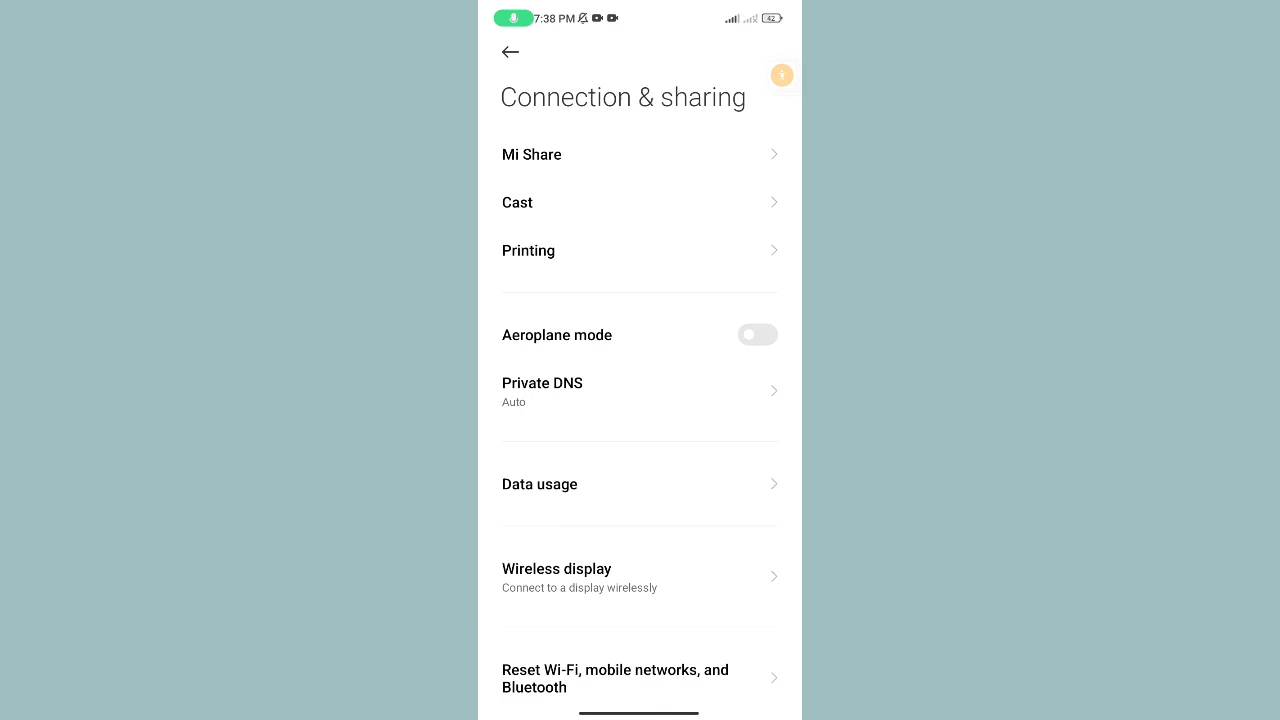 7:38 PM 42
Connection & sharing
Mi Share
Cast
Printing
Aeroplane mode
Private DNS
Auto
Data usage
Wireless display
Connect to a display wirelessly
Reset Wi-Fi, mobile networks, and
Bluetooth